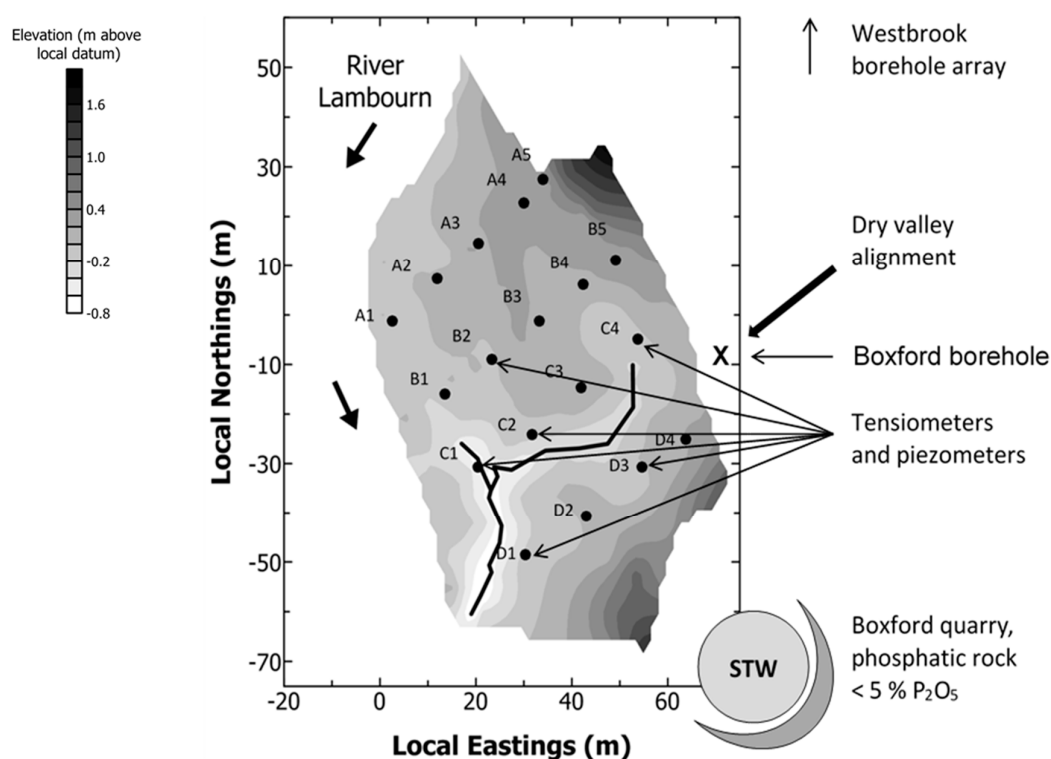 Elevation (m above
local datum)
1.6
1.0
0.4
-0.2
-0.8
River
Lambourn
Westbrook
borehole array
Dry valley
alignment
X
Boxford borehole
Tensiometers
and piezometers
Boxford quarry,
phosphatic rock
< 5 % P₂O₅
STW
A5
A4
A3
A2
A1
B5
B4
B3
B2
B1
C4
C3
C2
C1
D4
D3
D2
D1
Local Northings (m)
50
30
10
-10
-30
-50
-70
-20
0
20
40
60
Local Eastings (m)